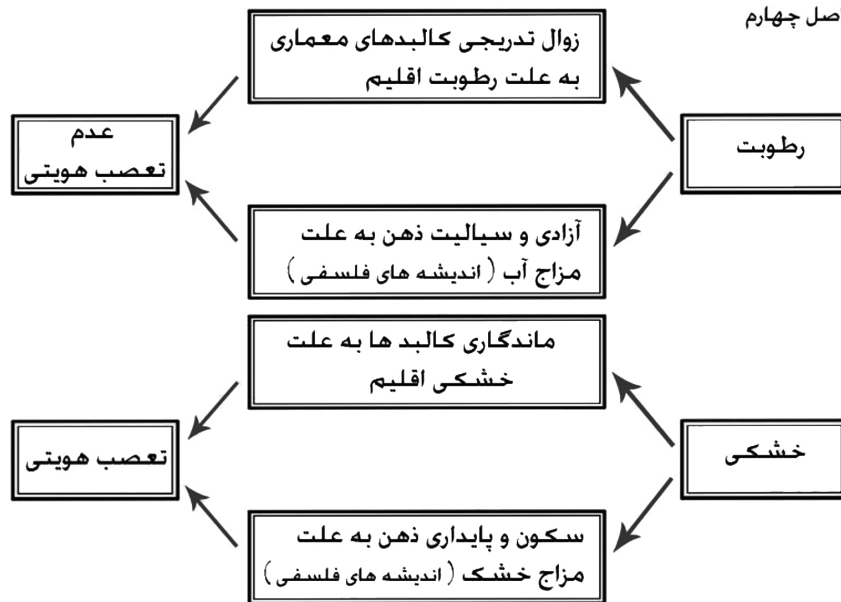 اصل چهارم
رطوبت
زوال تدریجی کالبدهای معماری
به علت رطوبت اقلیم
آزادی و سیالیت ذهن به علت
مزاج آب ( اندیشه های فلسفی )
عدم
تعصب هویتی
خشکی
ماندگاری کالبد ها به علت
خشکی اقلیم
سکون و پایداری ذهن به علت
مزاج خشک ( اندیشه های فلسفی )
تعصب هویتی